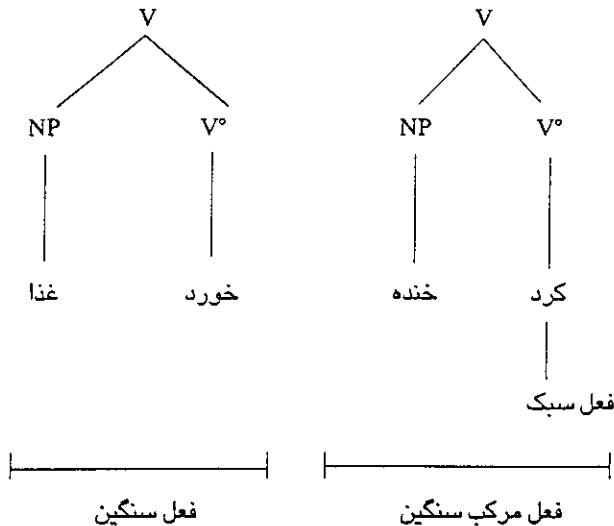 V V
NP V° NP V°
غذا خورد خنده کرد
فعل سبک
فعل سنگین فعل مرکب سنگین